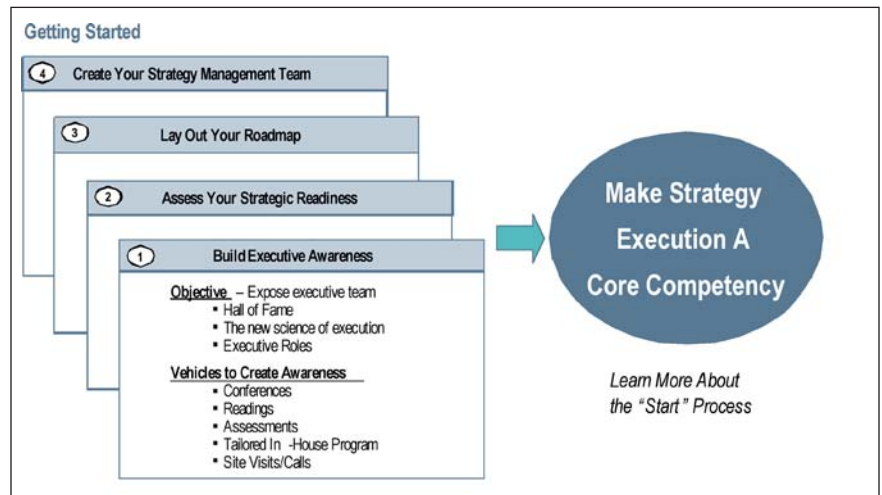 Getting Started
4 Create Your Strategy Management Team
3 Lay Out Your Roadmap
2 Assess Your Strategic Readiness
1 Build Executive Awareness
Objective – Expose executive team
▪ Hall of Fame
▪ The new science of execution
▪ Executive Roles
Vehicles to Create Awareness
▪ Conferences
▪ Readings
▪ Assessments
▪ Tailored In -House Program
▪ Site Visits/Calls
Make Strategy
Execution A
Core Competency
Learn More About
the “Start” Process